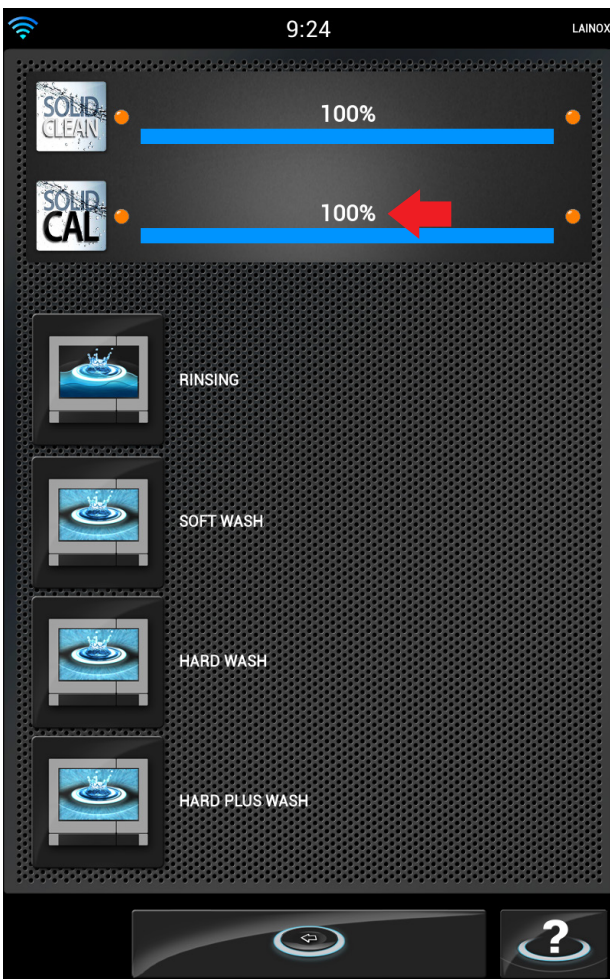 9:24
LAINOX
SOLID
CLEAN
100%
SOLID
CAL
100%
RINSING
SOFT WASH
HARD WASH
HARD PLUS WASH
?